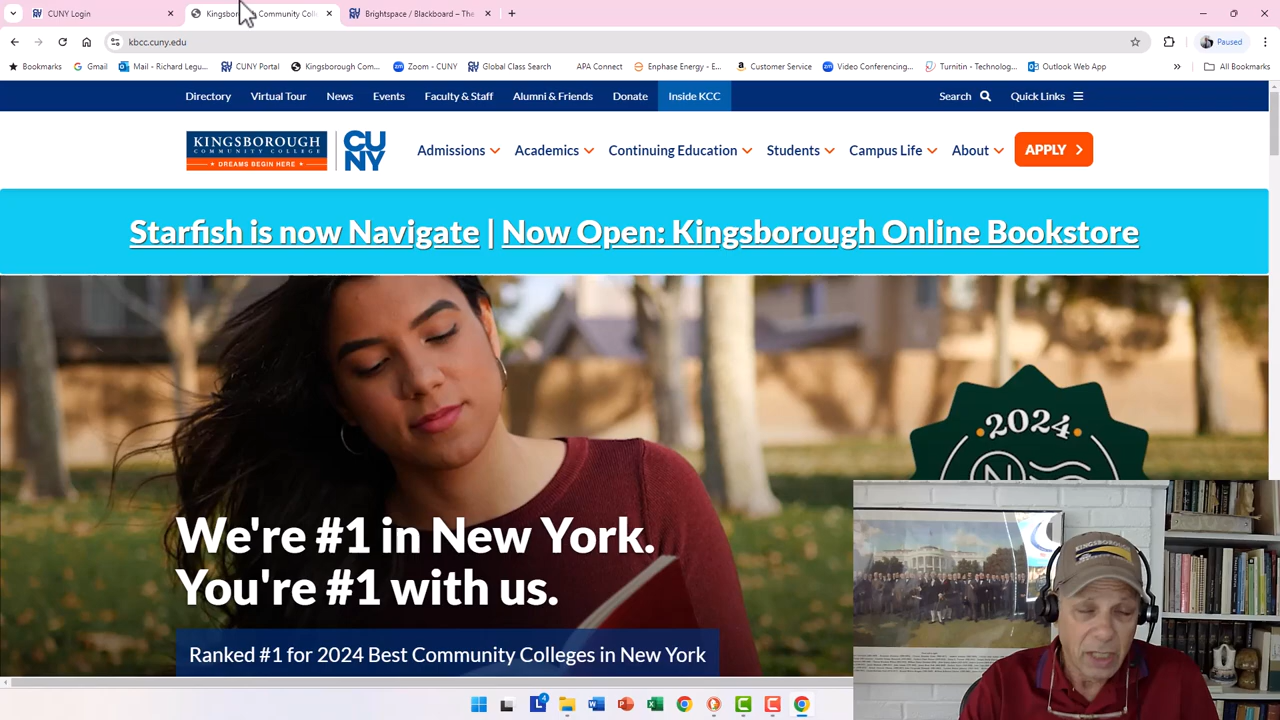 CUNY Login
Kingsbo
Community Coll
Brightspace / Blackboard – The
kbcc.cuny.edu
Paused
Bookmarks
Gmail
Mail - Richard Legu...
CUNY Portal
Kingsborough Com...
Zoom - CUNY
Global Class Search
APA Connect
Enphase Energy - E...
Customer Service
Video Conferencing...
Turnitin - Technolog...
Outlook Web App
»
All Bookmarks
Directory
Virtual Tour
News
Events
Faculty & Staff
Alumni & Friends
Donate
Inside KCC
Search
Quick Links
KINGSBOROUGH
COMMUNITY COLLEGE
DREAMS BEGIN HERE
CU
NY
Admissions
Academics
Continuing Education
Students
Campus Life
About
APPLY
Starfish is now Navigate | Now Open: Kingsborough Online Bookstore
2024
N
We're #1 in New York.
You're #1 with us.
Ranked #1 for 2024 Best Community Colleges in New York
KINGSBOROUGH